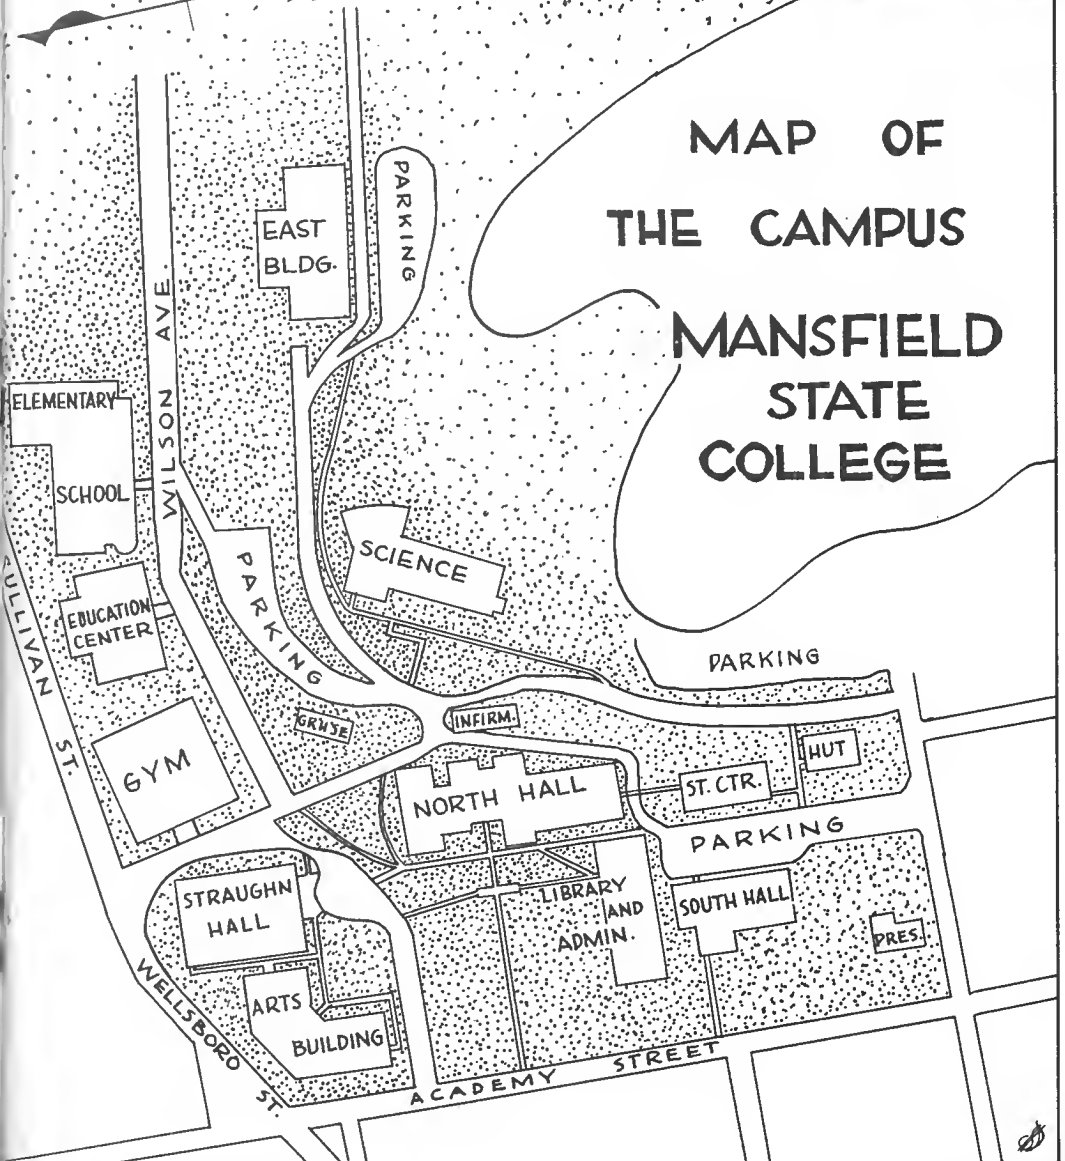 MAP OF
THE CAMPUS
MANSFIELD
STATE
COLLEGE
PARKING
EAST
BLDG.
WILSON AVE
ELEMENTARY
SCHOOL
SCIENCE
PARKING
EDUCATION
CENTER
SULLIVAN ST.
PARKING
GRH'SE
INFIRM.
GYM
HUT
ST. CTR.
NORTH HALL
PARKING
STRAUGHN
HALL
LIBRARY
AND
ADMIN.
SOUTH HALL
PRES.
ARTS
BUILDING
WELLSBORO ST.
ACADEMY STREET